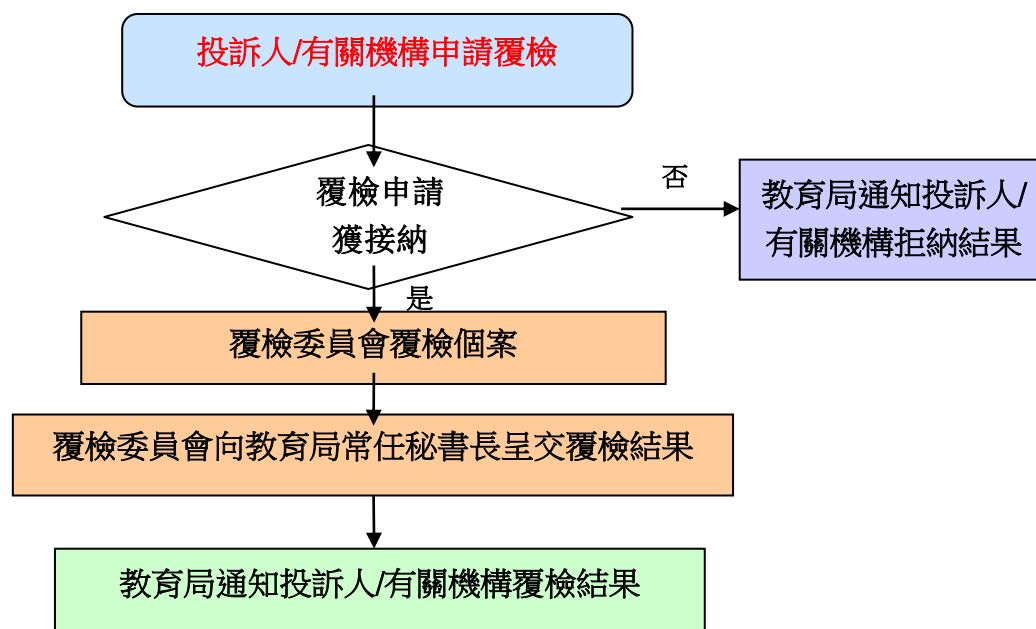 投訴人/有關機構申請覆檢
覆檢申請
獲接納
否
教育局通知投訴人/
有關機構拒納結果
是
覆檢委員會覆檢個案
覆檢委員會向教育局常任秘書長呈交覆檢結果
教育局通知投訴人/有關機構覆檢結果